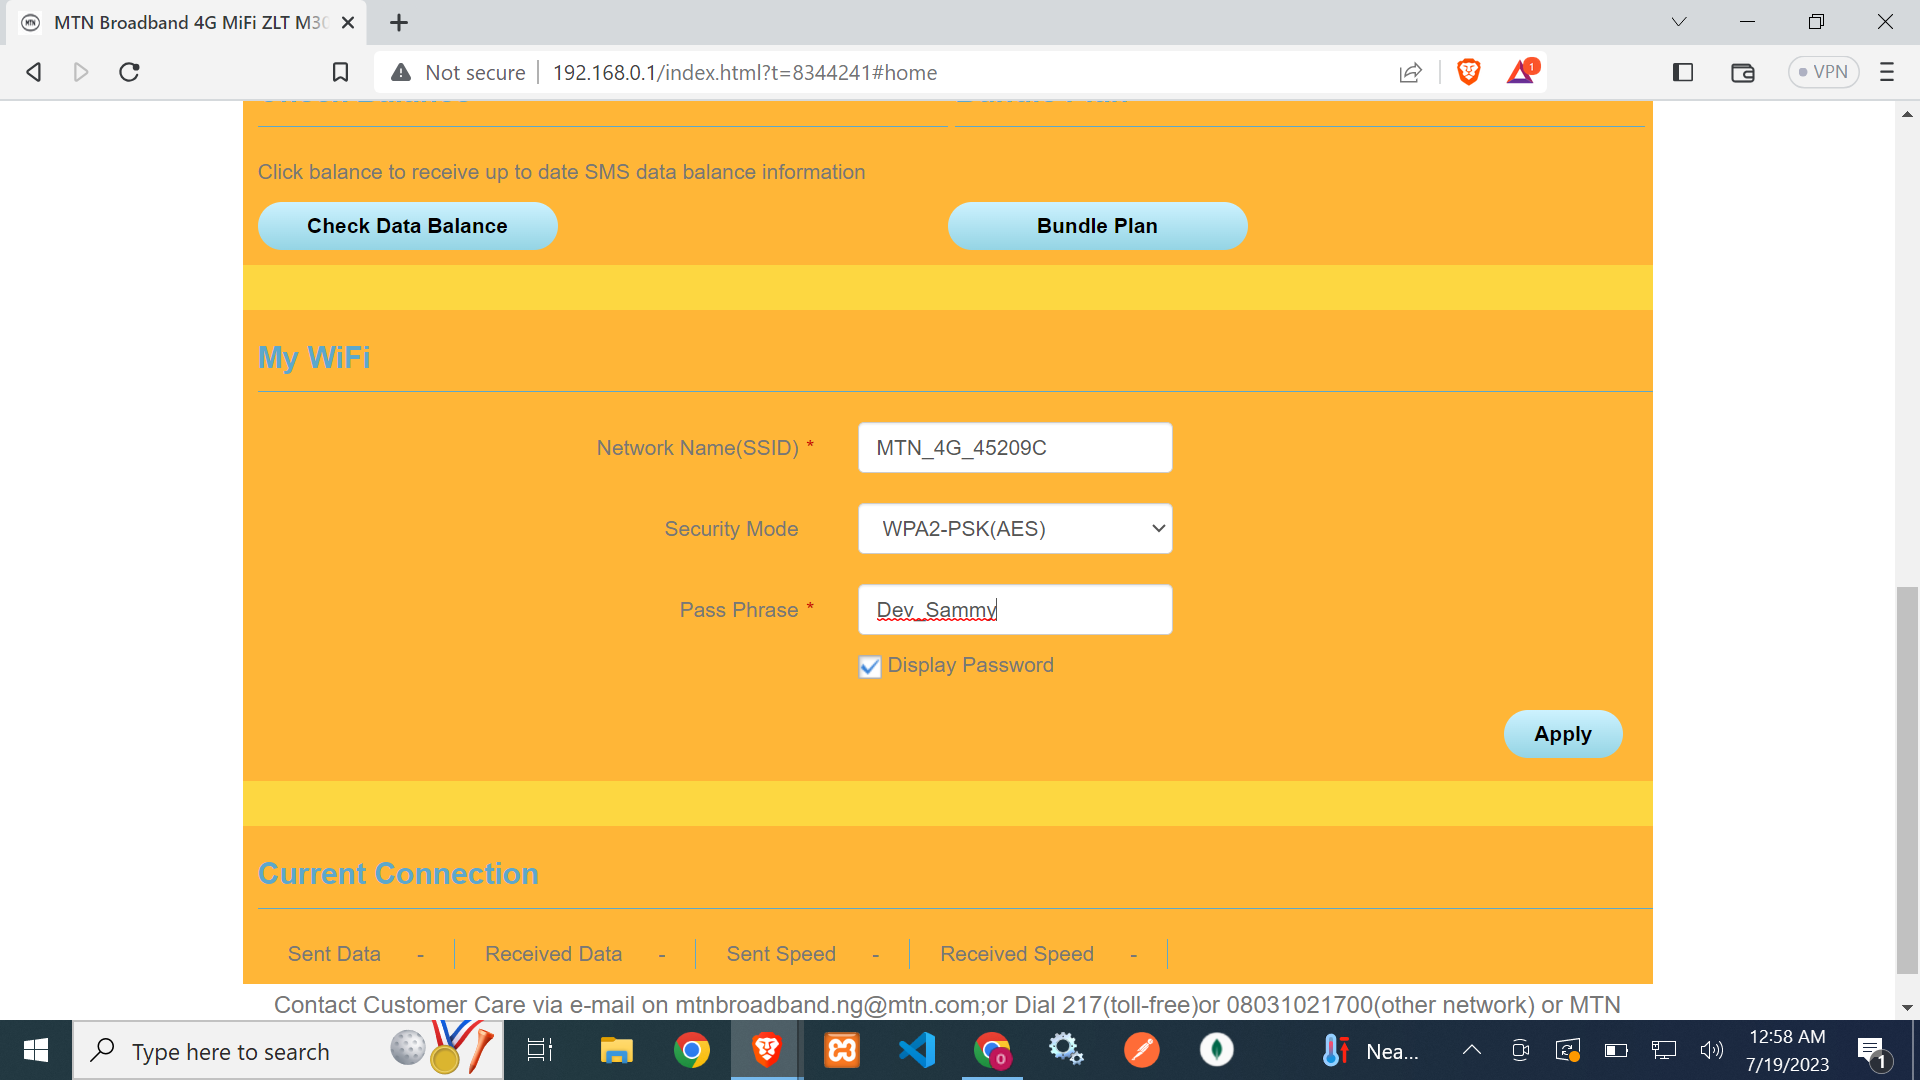 MTN Broadband 4G MiFi ZLT M30
Not secure
192.168.0.1/index.html?t=8344241#home
1
VPN
Click balance to receive up to date SMS data balance information
Check Data Balance
Bundle Plan
My WiFi
Network Name(SSID) *
MTN_4G_45209C
Security Mode
WPA2-PSK(AES)
Pass Phrase *
Dev_Sammy
Display Password
Apply
Current Connection
Sent Data -
Received Data -
Sent Speed -
Received Speed -
Contact Customer Care via e-mail on mtnbroadband.ng@mtn.com;or Dial 217(toll-free)or 08031021700(other network) or MTN
Type here to search
0
Nea...
12:58 AM
7/19/2023
1